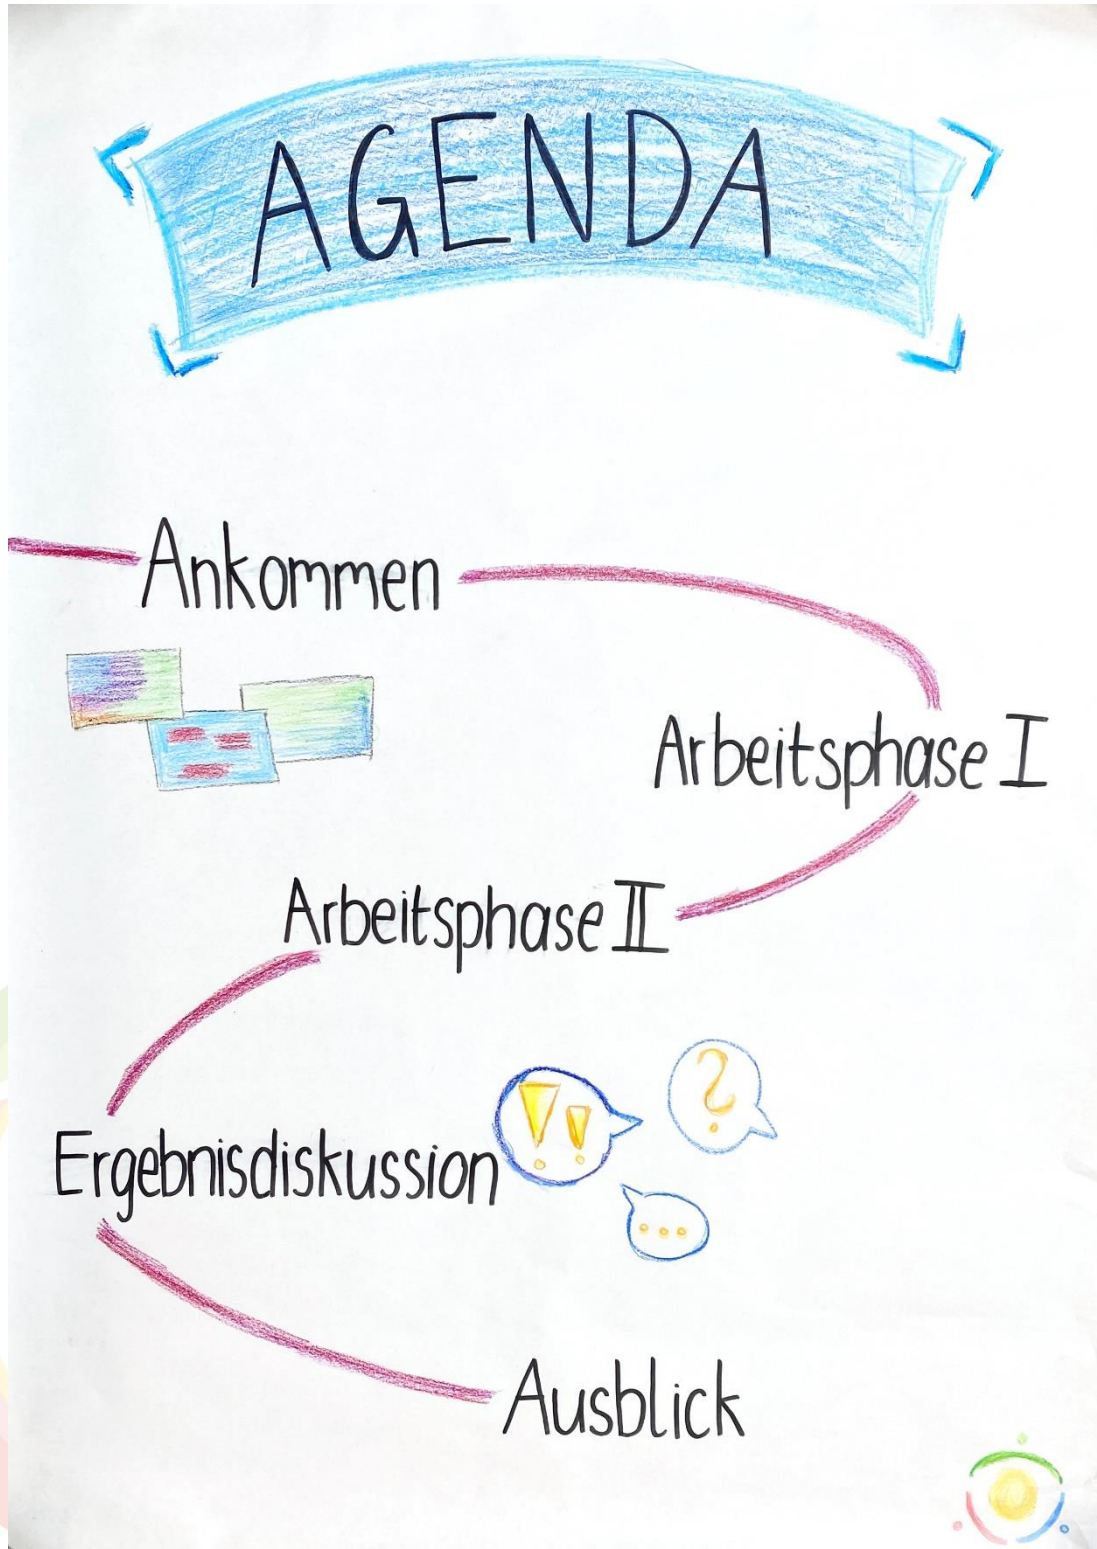 AGENDA
Ankommen
Arbeitsphase I
Arbeitsphase II
Ergebnisdiskussion
!!
?
...
Ausblick